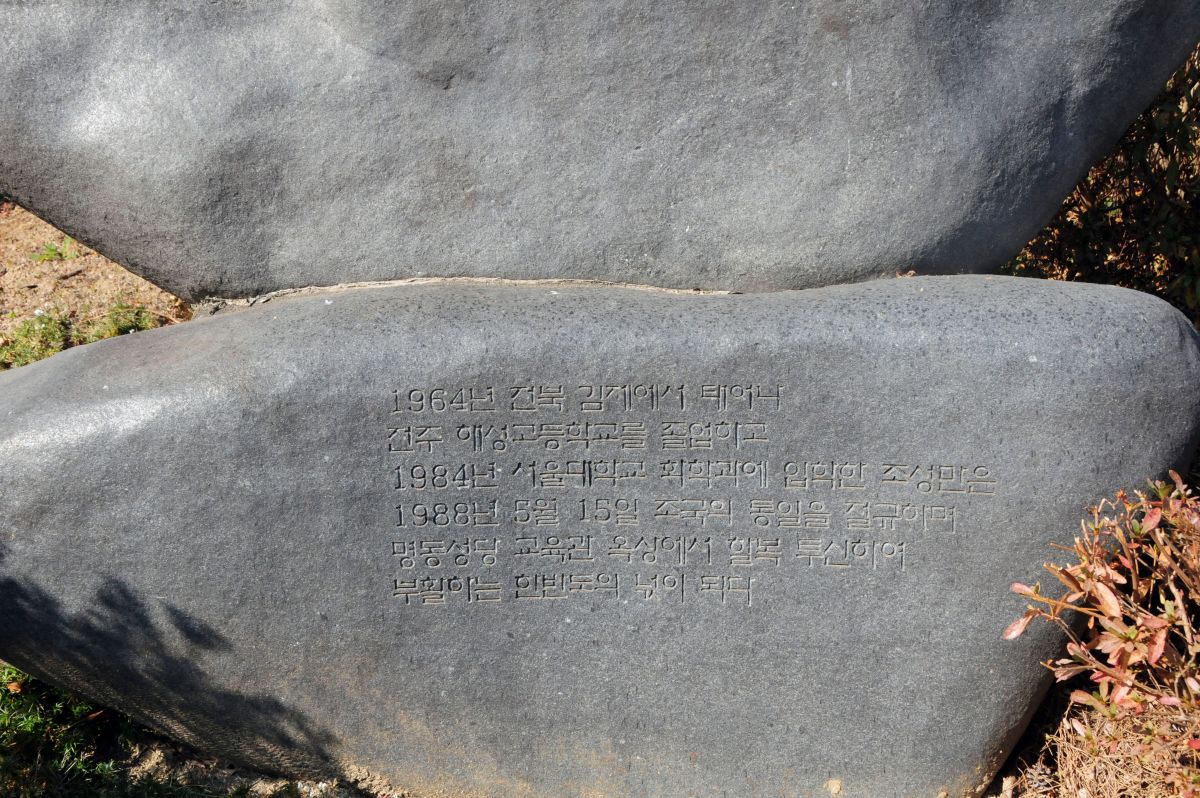 1964년 전북 김제에서 태어나
전주 해성고등학교를 졸업하고
1984년 서울대학교 화학과에 입학한 조성만은
1988년 5월 15일 조국의 통일을 절규하며
명동성당 교육관 옥상에서 할복 투신하여
부활하는 한반도의 넋이 되다